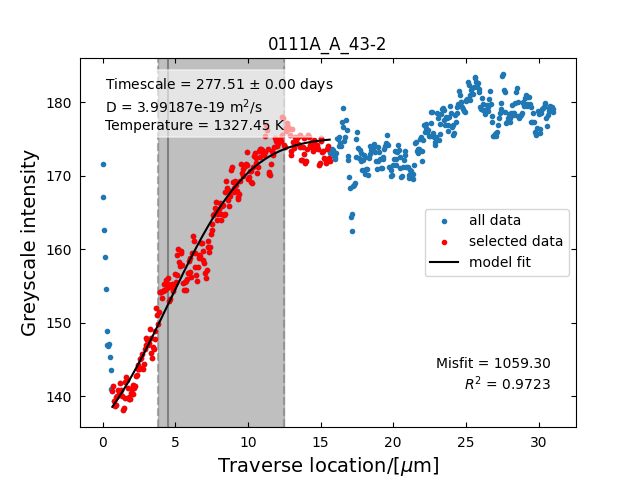 0111A_A_43-2
Timescale = 277.51 ± 0.00 days
D = 3.99187e-19 m²/s
Temperature = 1327.45 K
Greyscale intensity
180
170
160
150
140
all data
selected data
model fit
Misfit = 1059.30
R² = 0.9723
0 5 10 15 20 25 30
Traverse location/[μm]